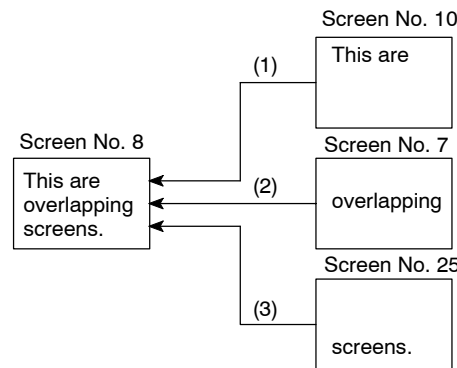 Screen No. 10
This are
(1)
Screen No. 8
This are
overlapping
screens.
Screen No. 7
overlapping
(2)
Screen No. 25
screens.
(3)